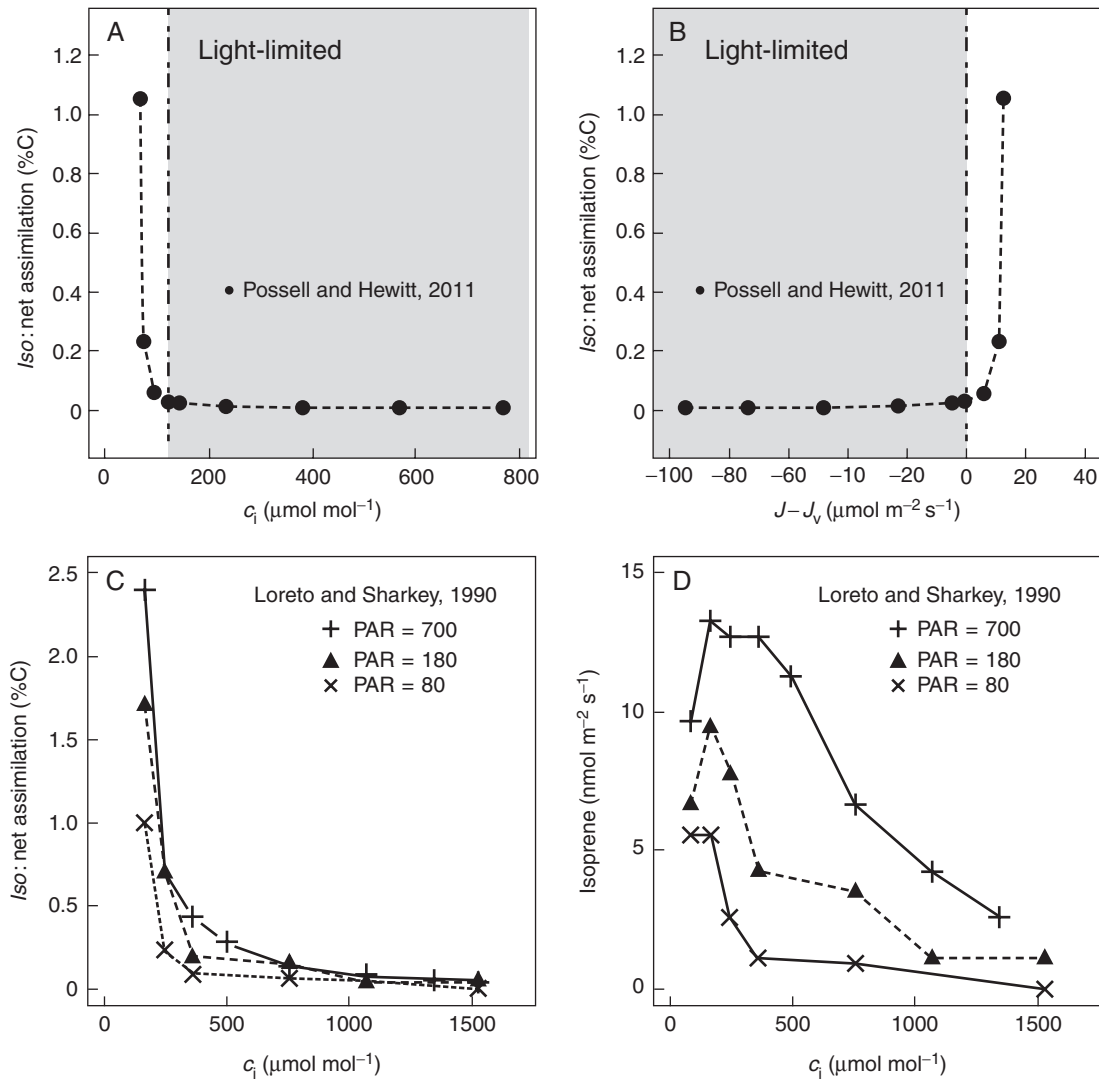 A
Light-limited
1.2
1.0
0.8
0.6
0.4
0.2
0
Iso:net assimilation (%C)
Possell and Hewitt, 2011
0 200 400 600 800
cᵢ (μmol mol⁻¹)
B
Light-limited
1.2
1.0
0.8
0.6
0.4
0.2
0
Iso:net assimilation (%C)
Possell and Hewitt, 2011
−100 −80 −60 −10 −20 0 20 40
J−Jᵥ (μmol m⁻² s⁻¹)
C
Loreto and Sharkey, 1990
PAR = 700
PAR = 180
PAR = 80
2.5
2.0
1.5
1.0
0.5
0
Iso:net assimilation (%C)
0 500 1000 1500
cᵢ (μmol mol⁻¹)
D
Loreto and Sharkey, 1990
PAR = 700
PAR = 180
PAR = 80
15
10
5
0
Isoprene (nmol m⁻² s⁻¹)
0 500 1000 1500
cᵢ (μmol mol⁻¹)